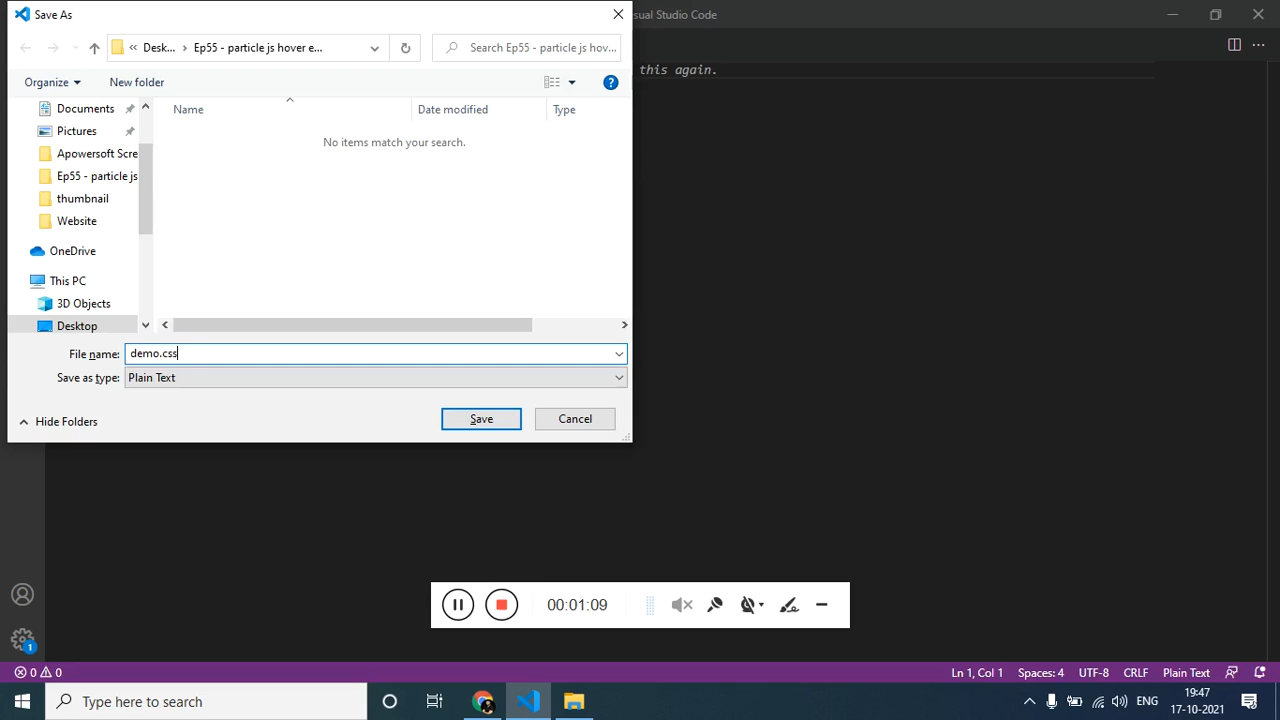 Save As
sual Studio Code
Desk...
Ep55 - particle js hover e...
Search Ep55 - particle js hov...
Organize
New folder
this again.
Documents
Pictures
Apowersoft Scre
Ep55 - particle js
thumbnail
Website
OneDrive
This PC
3D Objects
Desktop
Name
Date modified
Type
No items match your search.
File name:
demo.css
Save as type:
Plain Text
Hide Folders
Save
Cancel
00:01:09
1
0
0
Ln 1, Col 1
Spaces: 4
UTF-8
CRLF
Plain Text
Type here to search
ENG
19:47
17-10-2021